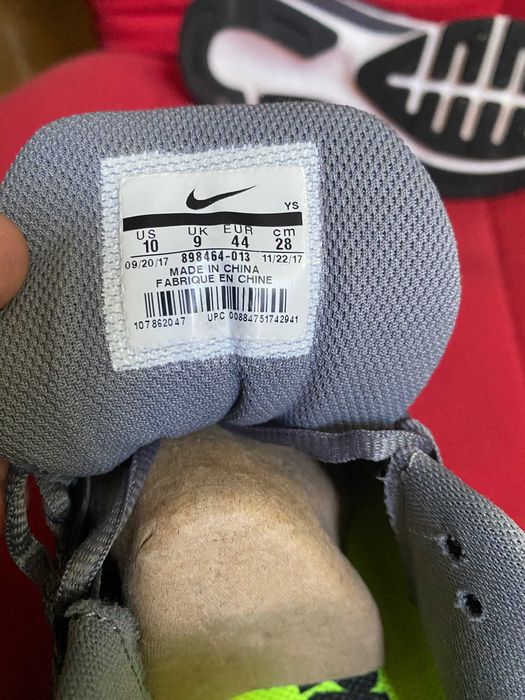 YS
US UK EUR cm
10 9 44 28
09/20/17 898464-013 11/22/17
MADE IN CHINA
FABRIQUE EN CHINE
107862047 UPC 00884751742941